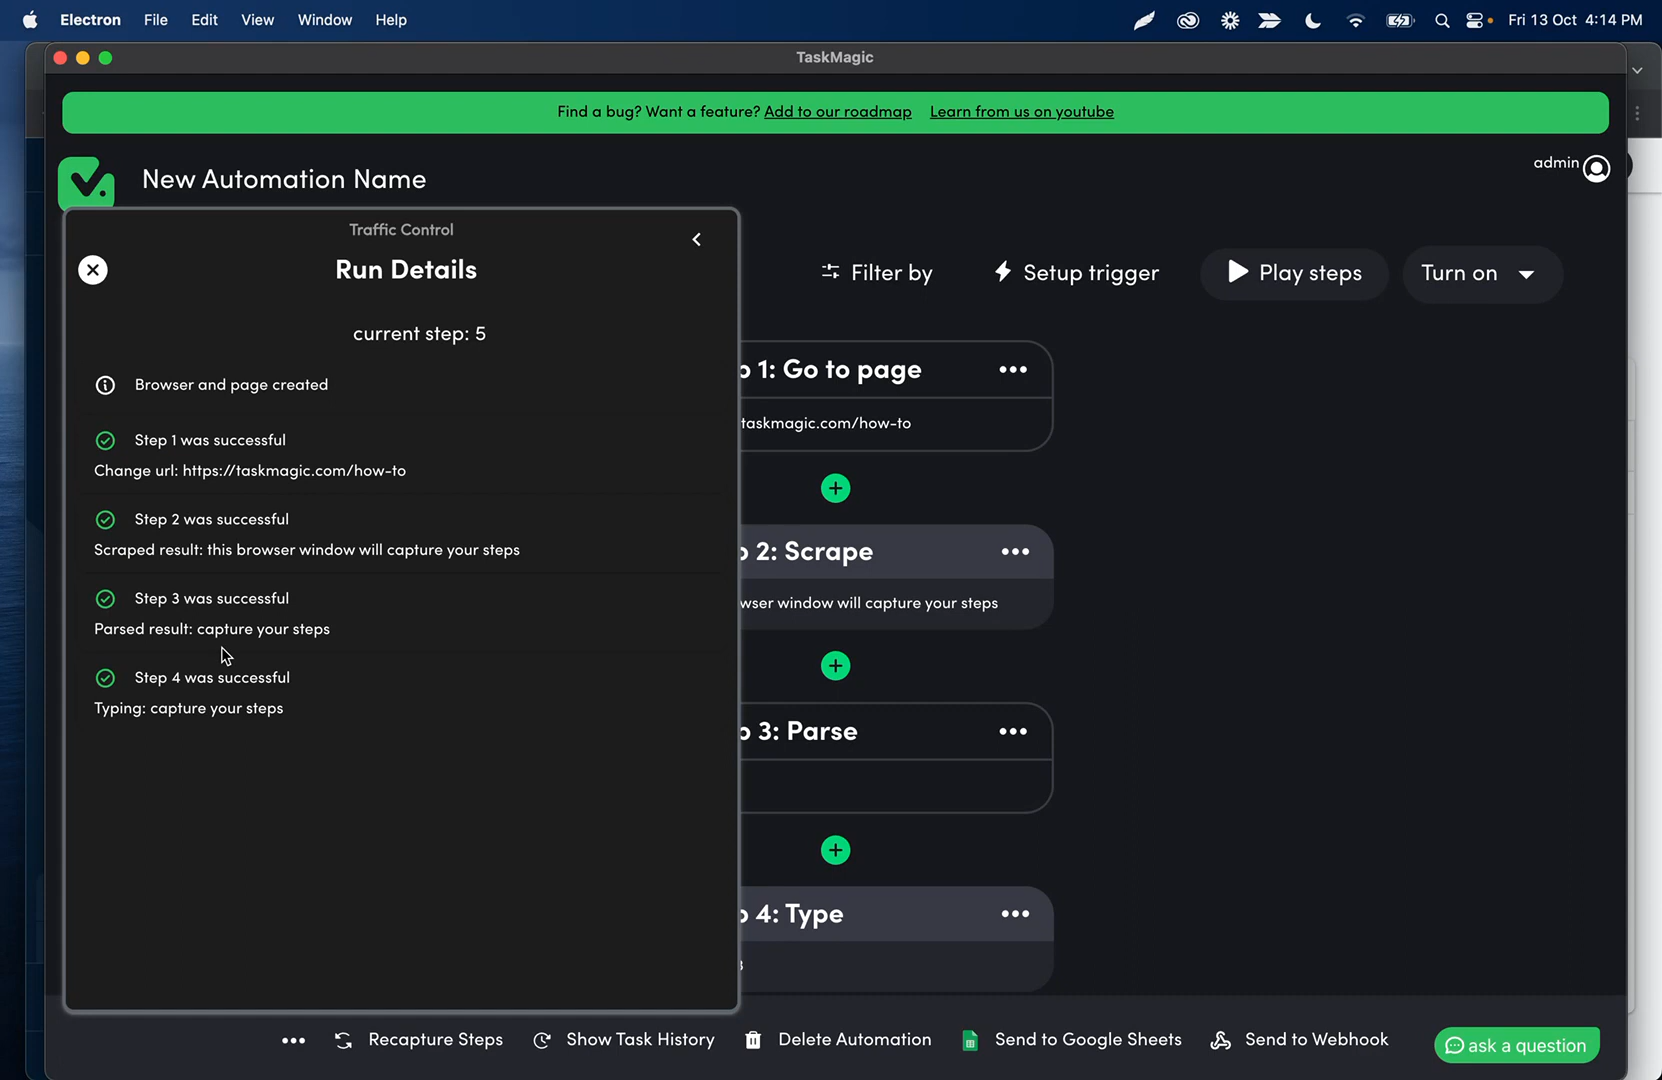 Electron File Edit View Window Help
Fri 13 Oct 4:14 PM
TaskMagic
Find a bug? Want a feature? Add to our roadmap Learn from us on youtube
New Automation Name
admin
Traffic Control
Run Details
current step: 5
Browser and page created
Step 1 was successful
Change url: https://taskmagic.com/how-to
Step 2 was successful
Scraped result: this browser window will capture your steps
Step 3 was successful
Parsed result: capture your steps
Step 4 was successful
Typing: capture your steps
Filter by
Setup trigger
Play steps
Turn on
1: Go to page
taskmagic.com/how-to
2: Scrape
wser window will capture your steps
3: Parse
4: Type
Recapture Steps
Show Task History
Delete Automation
Send to Google Sheets
Send to Webhook
ask a question